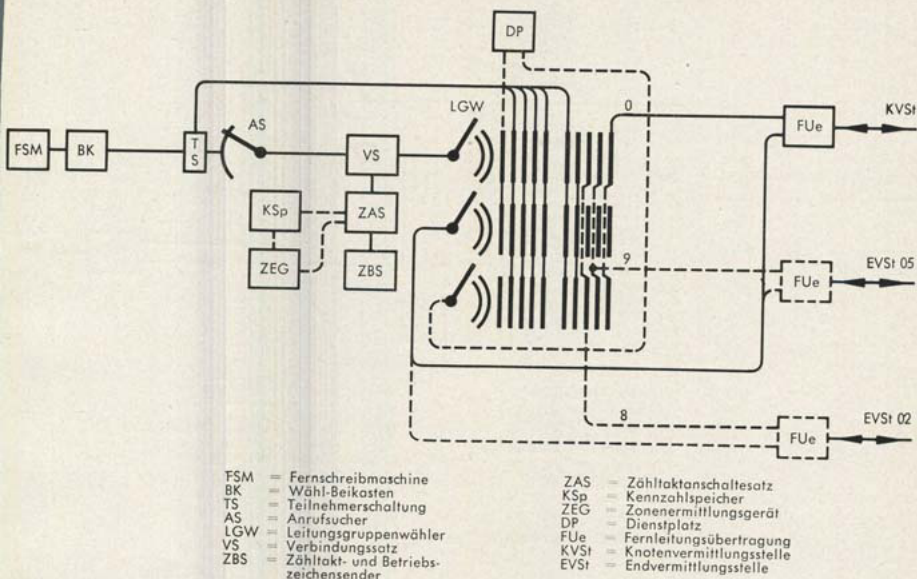 DP
0
KVSt
FUe
LGW
AS
FSM
BK
TS
VS
KSp
ZAS
ZEG
ZBS
9
EVSt 05
FUe
8
EVSt 02
FUe
FSM = Fernschreibmaschine
BK = Wähl-Beikasten
TS = Teilnehmerschaltung
AS = Anrufsucher
LGW = Leitungsgruppenwähler
VS = Verbindungssatz
ZBS = Zähltakt- und Betriebs-
zeichensender
ZAS = Zähltaktanschaltesatz
KSp = Kennzahlspeicher
ZEG = Zonenermittlungsgerät
DP = Dienstplatz
FUe = Fernleitungsübertragung
KVSt = Knotenvermittlungsstelle
EVSt = Endvermittlungsstelle